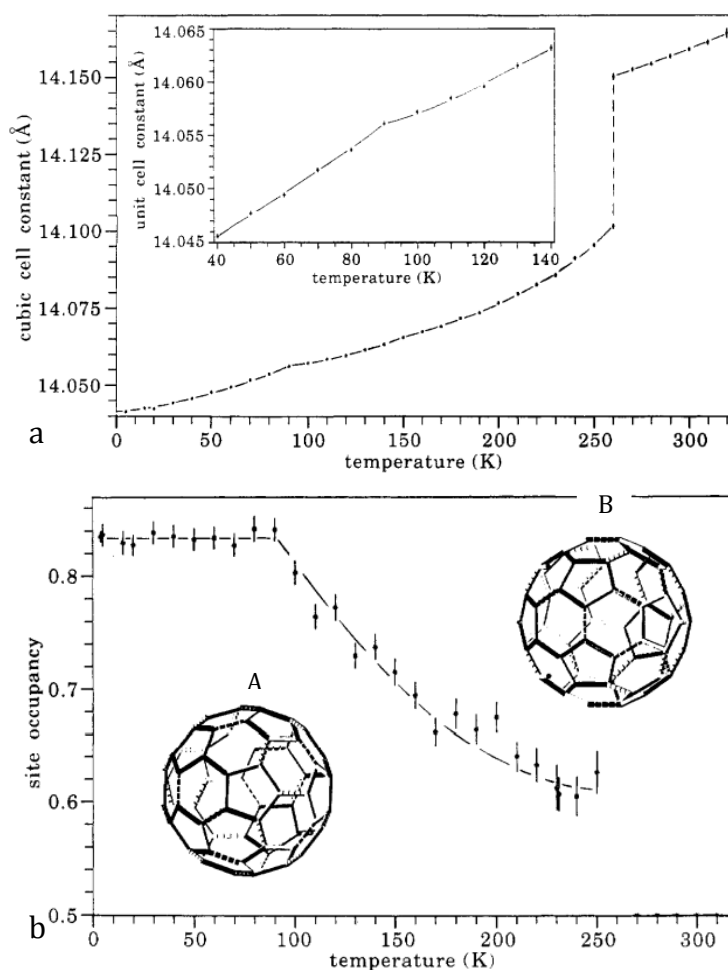 14.150
14.125
14.100
14.075
14.050
cubic cell constant (Å)
14.065
14.060
14.055
14.050
14.045
unit cell constant (Å)
40 60 80 100 120 140
temperature (K)
0 50 100 150 200 250 300
temperature (K)
a
B
0.8
0.7
0.6
0.5
site occupancy
A
b
0 50 100 150 200 250 300
temperature (K)